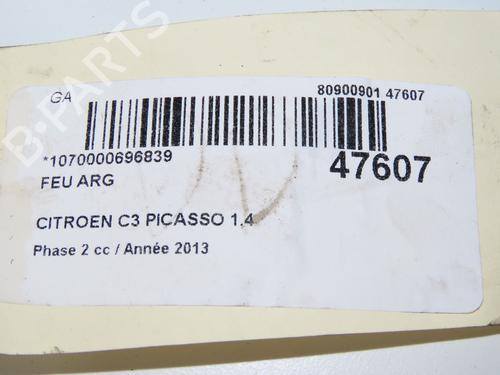 GA
80900901 47607
*1070000696839
47607
FEU ARG
CITROEN C3 PICASSO 1.4
Phase 2 cc / Année 2013
B-PARTS